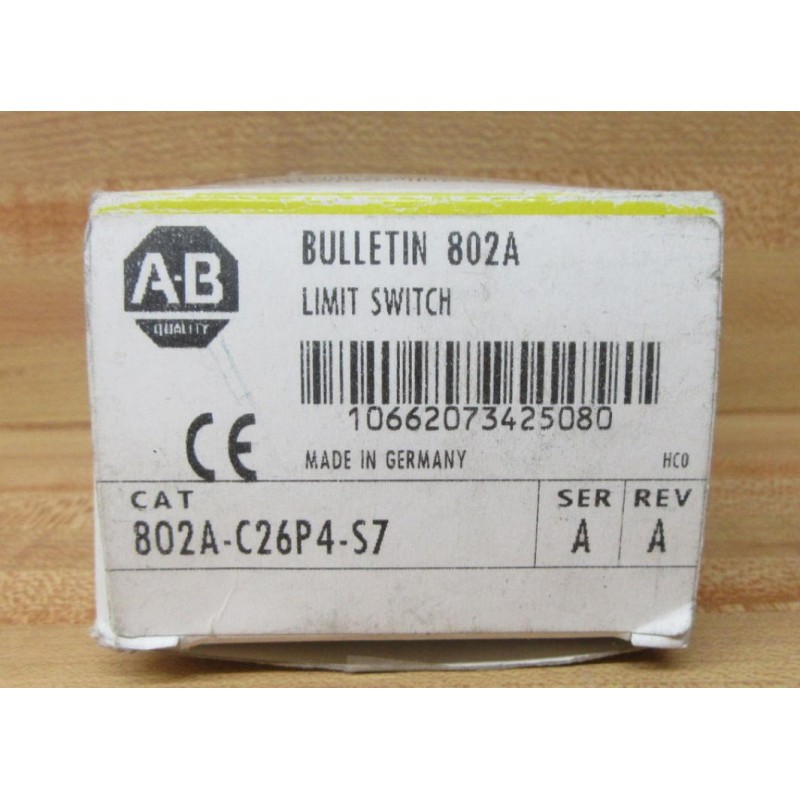 A-B
QUALITY
BULLETIN 802A
LIMIT SWITCH
10662073425080
CE
MADE IN GERMANY
HCO
CAT
802A-C26P4-S7
SER
A
REV
A